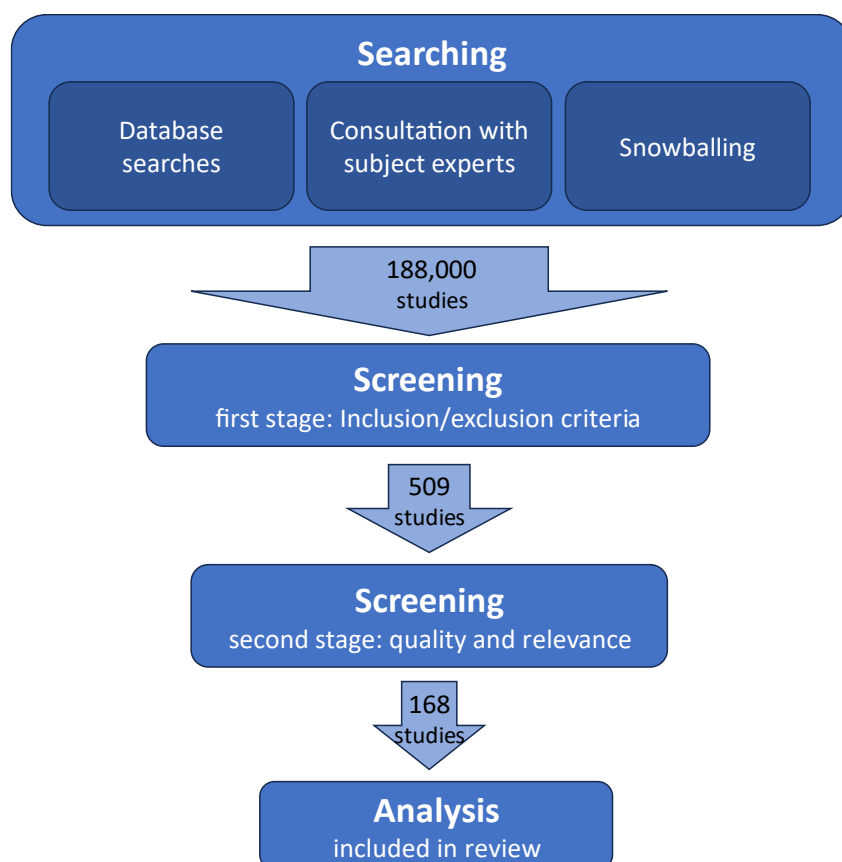 Searching
Database
searches
Consultation with
subject experts
Snowballing
188,000
studies
Screening
first stage: Inclusion/exclusion criteria
509
studies
Screening
second stage: quality and relevance
168
studies
Analysis
included in review